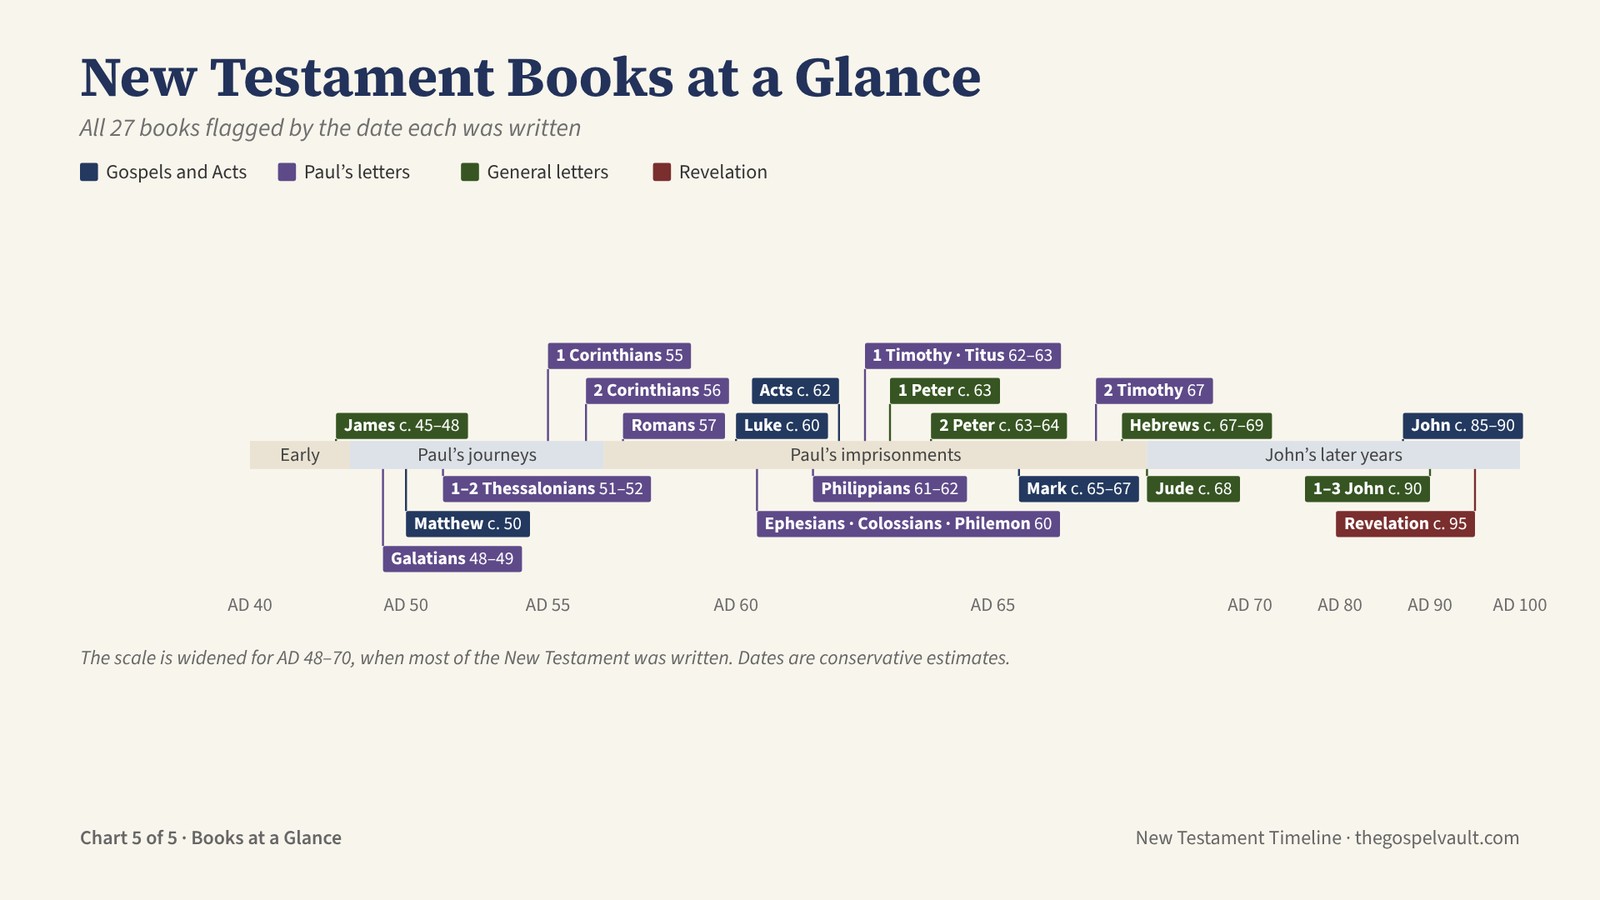 New Testament Books at a Glance
All 27 books flagged by the date each was written
Gospels and Acts Paul’s letters General letters Revelation
1 Corinthians 55 1 Timothy · Titus 62–63
2 Corinthians 56 Acts c. 62 1 Peter c. 63 2 Timothy 67
James c. 45–48 Romans 57 Luke c. 60 2 Peter c. 63–64 Hebrews c. 67–69 John c. 85–90
Early Paul’s journeys Paul’s imprisonments John’s later years
1–2 Thessalonians 51–52 Philippians 61–62 Mark c. 65–67 Jude c. 68 1–3 John c. 90
Matthew c. 50 Ephesians · Colossians · Philemon 60 Revelation c. 95
Galatians 48–49
AD 40 AD 50 AD 55 AD 60 AD 65 AD 70 AD 80 AD 90 AD 100
The scale is widened for AD 48–70, when most of the New Testament was written. Dates are conservative estimates.
Chart 5 of 5 · Books at a Glance New Testament Timeline · thegospelvault.com